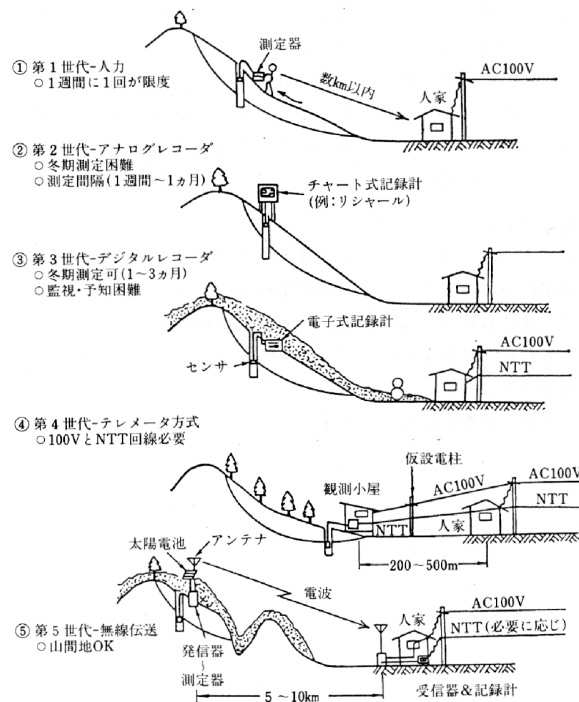 ① 第1世代-人力
○1週間に1回が限度
測定器
数km以内
人家
AC100V
② 第2世代-アナログレコーダ
○冬期測定困難
○測定間隔(1週間～1ヵ月)
チャート式記録計
(例:リシャール)
③ 第3世代-デジタルレコーダ
○冬期測定可(1～3ヵ月)
○監視・予知困難
電子式記録計
センサ
AC100V
NTT
④ 第4世代-テレメータ方式
○100VとNTT回線必要
仮設電柱
観測小屋
AC100V
AC100V
NTT
NTT
人家
200～500m
太陽電池
アンテナ
電波
⑤ 第5世代-無線伝送
○山間地OK
発信器
～
測定器
人家
AC100V
NTT(必要に応じ)
受信器&記録計
5～10km